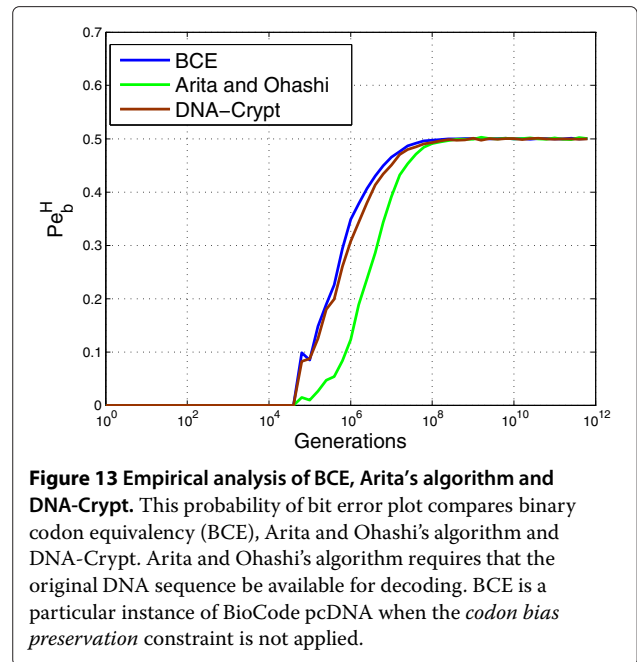 0.7
BCE
Arita and Ohashi
DNA−Crypt
0.6
0.5
0.4
0.3
0.2
0.1
0
Pe_b^H
10^0
10^2
10^4
10^6
10^8
10^10
10^12
Generations
Figure 13 Empirical analysis of BCE, Arita's algorithm and
DNA-Crypt. This probability of bit error plot compares binary
codon equivalency (BCE), Arita and Ohashi's algorithm and
DNA-Crypt. Arita and Ohashi's algorithm requires that the
original DNA sequence be available for decoding. BCE is a
particular instance of BioCode pcDNA when the codon bias
preservation constraint is not applied.